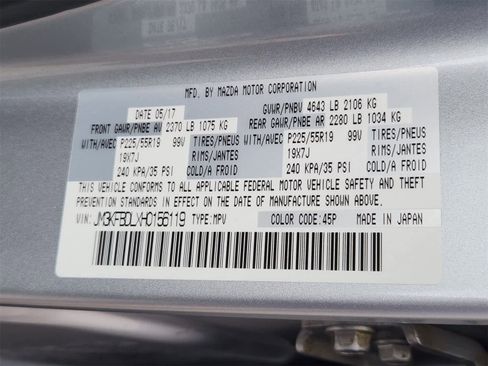 MFD. BY MAZDA MOTOR CORPORATION
DATE 05/17 GVWR/PNBV 4643 LB 2106 KG
FRONT GAWR/PNBE AV 2370 LB 1075 KG REAR GAWR/PNBE AR 2280 LB 1034 KG
WITH/AVEC P225/55R19 99V TIRES/PNEUS WITH/AVEC P225/55R19 99V TIRES/PNEUS
19X7J RIMS/JANTES 19X7J RIMS/JANTES
240 KPA/35 PSI COLD/A FROID 240 KPA/35 PSI COLD/A FROID
THIS VEHICLE CONFORMS TO ALL APPLICABLE FEDERAL MOTOR VEHICLE SAFETY AND THEFT
PREVENTION STANDARDS IN EFFECT ON THE DATE OF MANUFACTURE SHOWN ABOVE.
VIN: JM3KFBDLXH0156119 TYPE: MPV COLOR CODE: 45P MADE IN JAPAN